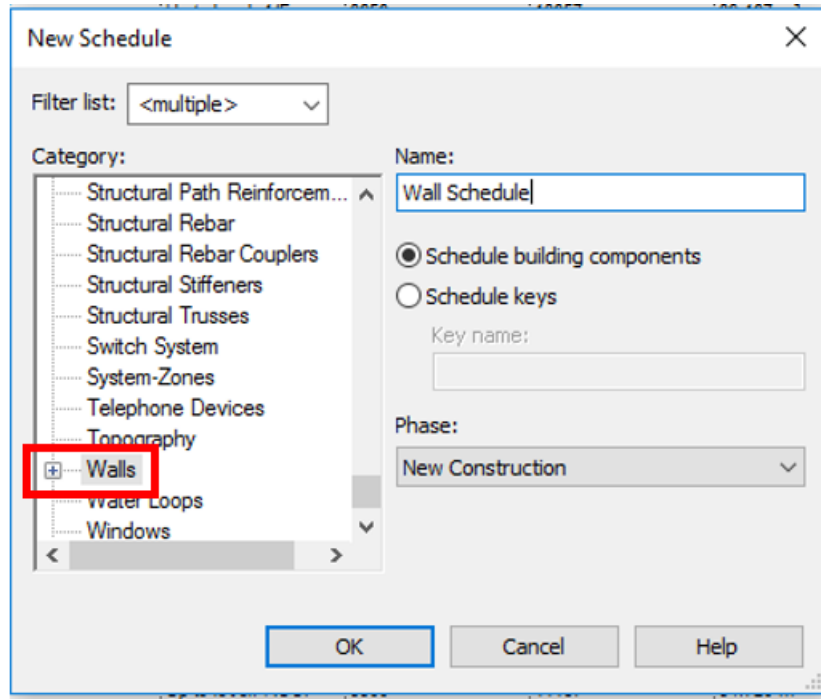 New Schedule
Filter list: <multiple>
Category:
Structural Path Reinforcem...
Structural Rebar
Structural Rebar Couplers
Structural Stiffeners
Structural Trusses
Switch System
System-Zones
Telephone Devices
Topography
Walls
Water Loops
Windows
Name:
Wall Schedule
Schedule building components
Schedule keys
Key name:
Phase:
New Construction
OK Cancel Help